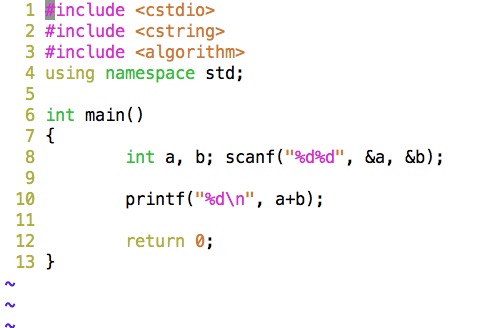 1 #include <cstdio>
2 #include <cstring>
3 #include <algorithm>
4 using namespace std;
5
6 int main()
7 {
8         int a, b; scanf("%d%d", &a, &b);
9
10         printf("%d\n", a+b);
11
12         return 0;
13 }
~
~
~